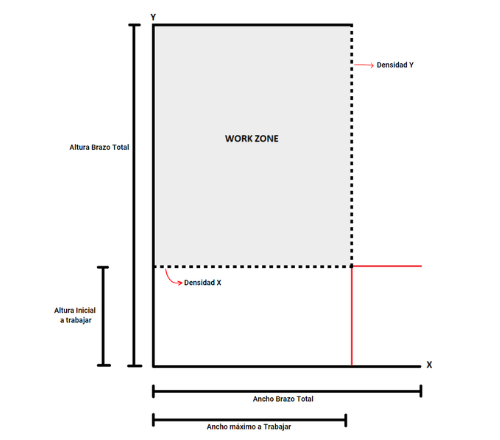 Y
Densidad Y
WORK ZONE
Altura Brazo Total
Densidad X
Altura Inicial
a trabajar
X
Ancho Brazo Total
Ancho máximo a Trabajar